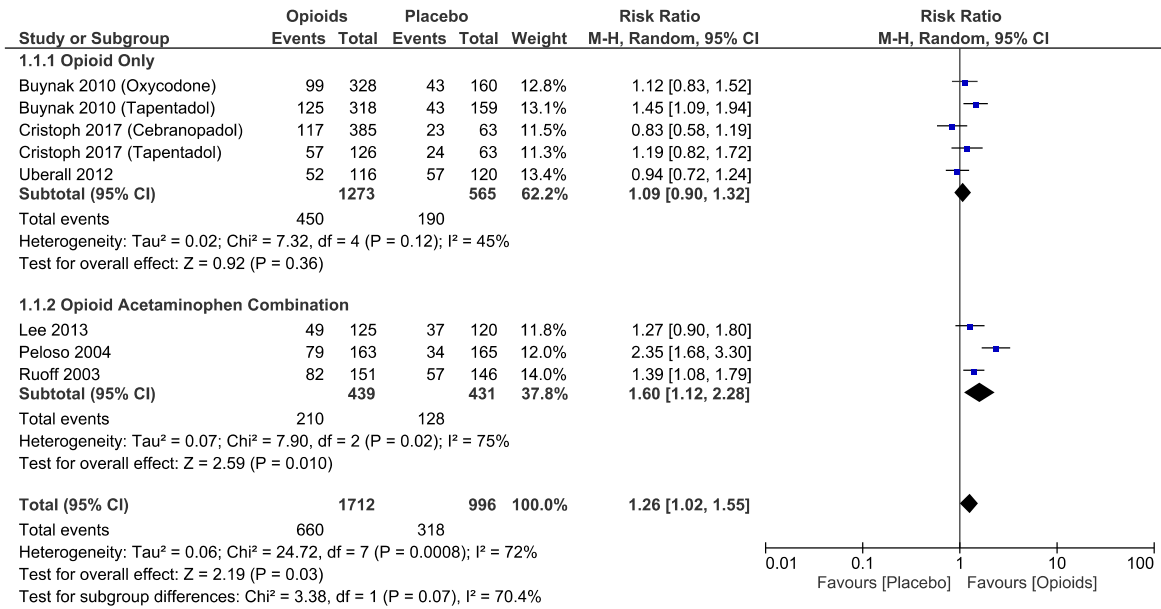 Opioids Placebo Risk Ratio Risk Ratio
Study or Subgroup Events Total Events Total Weight M-H, Random, 95% CI M-H, Random, 95% CI
1.1.1 Opioid Only
Buynak 2010 (Oxycodone) 99 328 43 160 12.8% 1.12 [0.83, 1.52]
Buynak 2010 (Tapentadol) 125 318 43 159 13.1% 1.45 [1.09, 1.94]
Cristoph 2017 (Cebranopadol) 117 385 23 63 11.5% 0.83 [0.58, 1.19]
Cristoph 2017 (Tapentadol) 57 126 24 63 11.3% 1.19 [0.82, 1.72]
Uberall 2012 52 116 57 120 13.4% 0.94 [0.72, 1.24]
Subtotal (95% CI) 1273 565 62.2% 1.09 [0.90, 1.32]
Total events 450 190
Heterogeneity: Tau² = 0.02; Chi² = 7.32, df = 4 (P = 0.12); I² = 45%
Test for overall effect: Z = 0.92 (P = 0.36)
1.1.2 Opioid Acetaminophen Combination
Lee 2013 49 125 37 120 11.8% 1.27 [0.90, 1.80]
Peloso 2004 79 163 34 165 12.0% 2.35 [1.68, 3.30]
Ruoff 2003 82 151 57 146 14.0% 1.39 [1.08, 1.79]
Subtotal (95% CI) 439 431 37.8% 1.60 [1.12, 2.28]
Total events 210 128
Heterogeneity: Tau² = 0.07; Chi² = 7.90, df = 2 (P = 0.02); I² = 75%
Test for overall effect: Z = 2.59 (P = 0.010)
Total (95% CI) 1712 996 100.0% 1.26 [1.02, 1.55]
Total events 660 318
Heterogeneity: Tau² = 0.06; Chi² = 24.72, df = 7 (P = 0.0008); I² = 72%
Test for overall effect: Z = 2.19 (P = 0.03)
Test for subgroup differences: Chi² = 3.38, df = 1 (P = 0.07), I² = 70.4%
0.01 0.1 1 10 100
Favours [Placebo] Favours [Opioids]